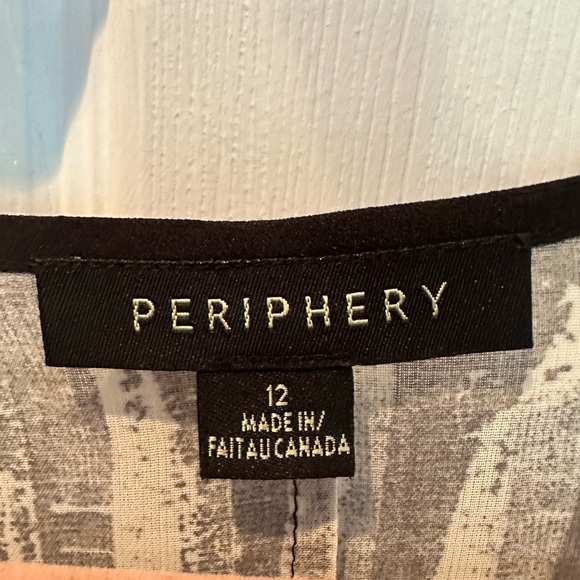 PERIPHERY
12
MADE IN/
FAIT AU CANADA